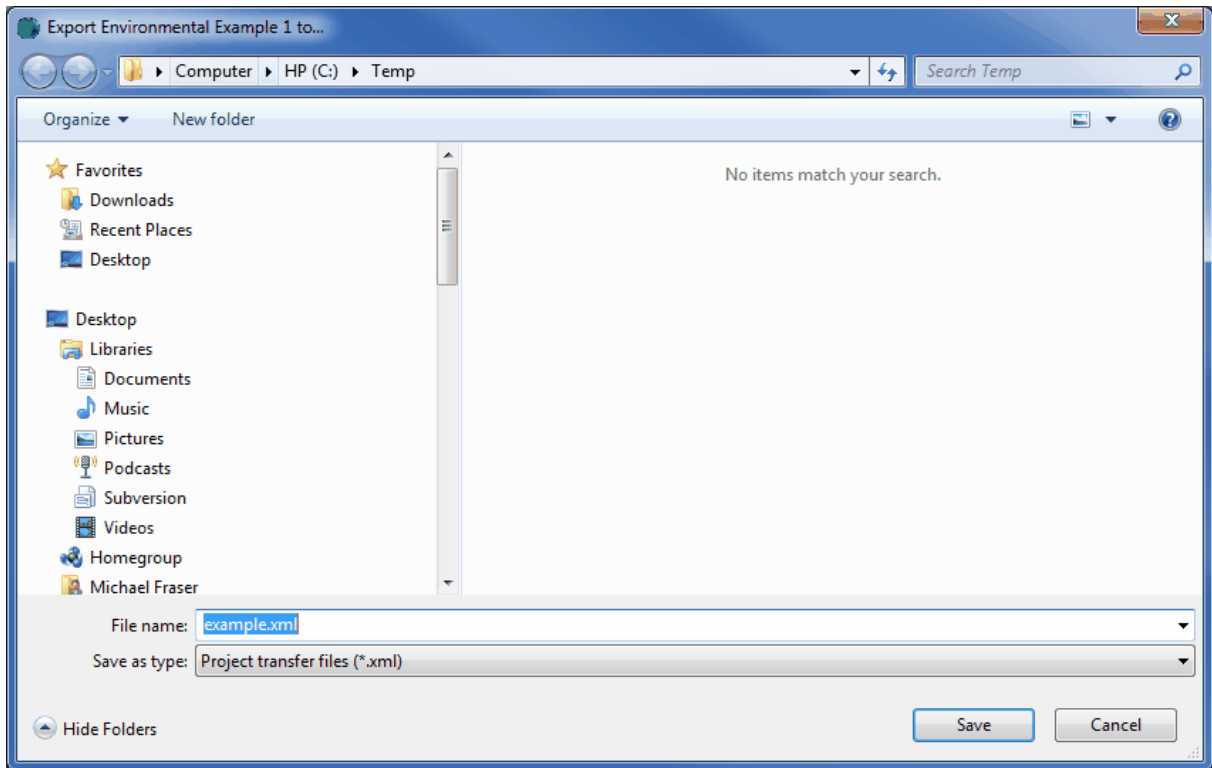 Export Environmental Example 1 to...
Computer HP (C:) Temp
Search Temp
Organize New folder
No items match your search.
Favorites
Downloads
Recent Places
Desktop
Desktop
Libraries
Documents
Music
Pictures
Podcasts
Subversion
Videos
Homegroup
Michael Fraser
File name: example.xml
Save as type: Project transfer files (*.xml)
Hide Folders Save Cancel